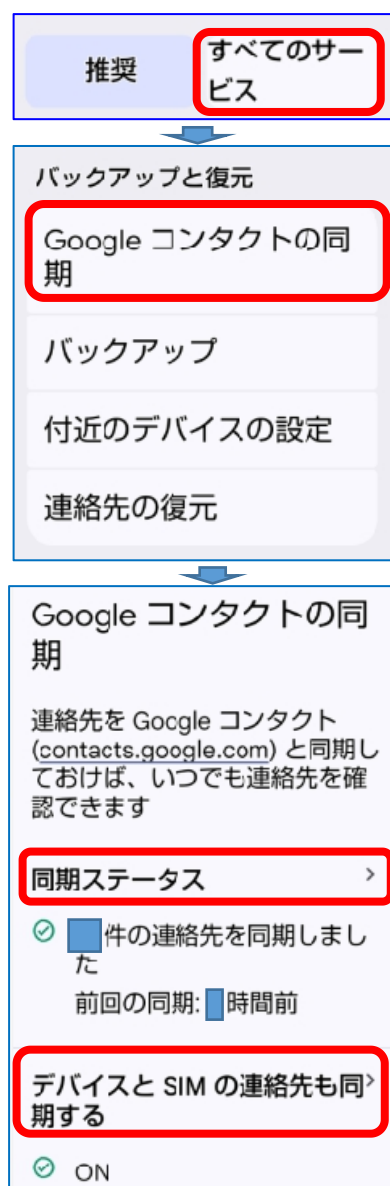 推奨
すべてのサー
ビス
バックアップと復元
Google コンタクトの同
期
バックアップ
付近のデバイスの設定
連絡先の復元
Google コンタクトの同
期
連絡先を Google コンタクト
(contacts.google.com) と同期し
ておけば、いつでも連絡先を確
認できます
同期ステータス >
件の連絡先を同期しまし
た
前回の同期: 時間前
デバイスと SIM の連絡先も同 >
期する
ON